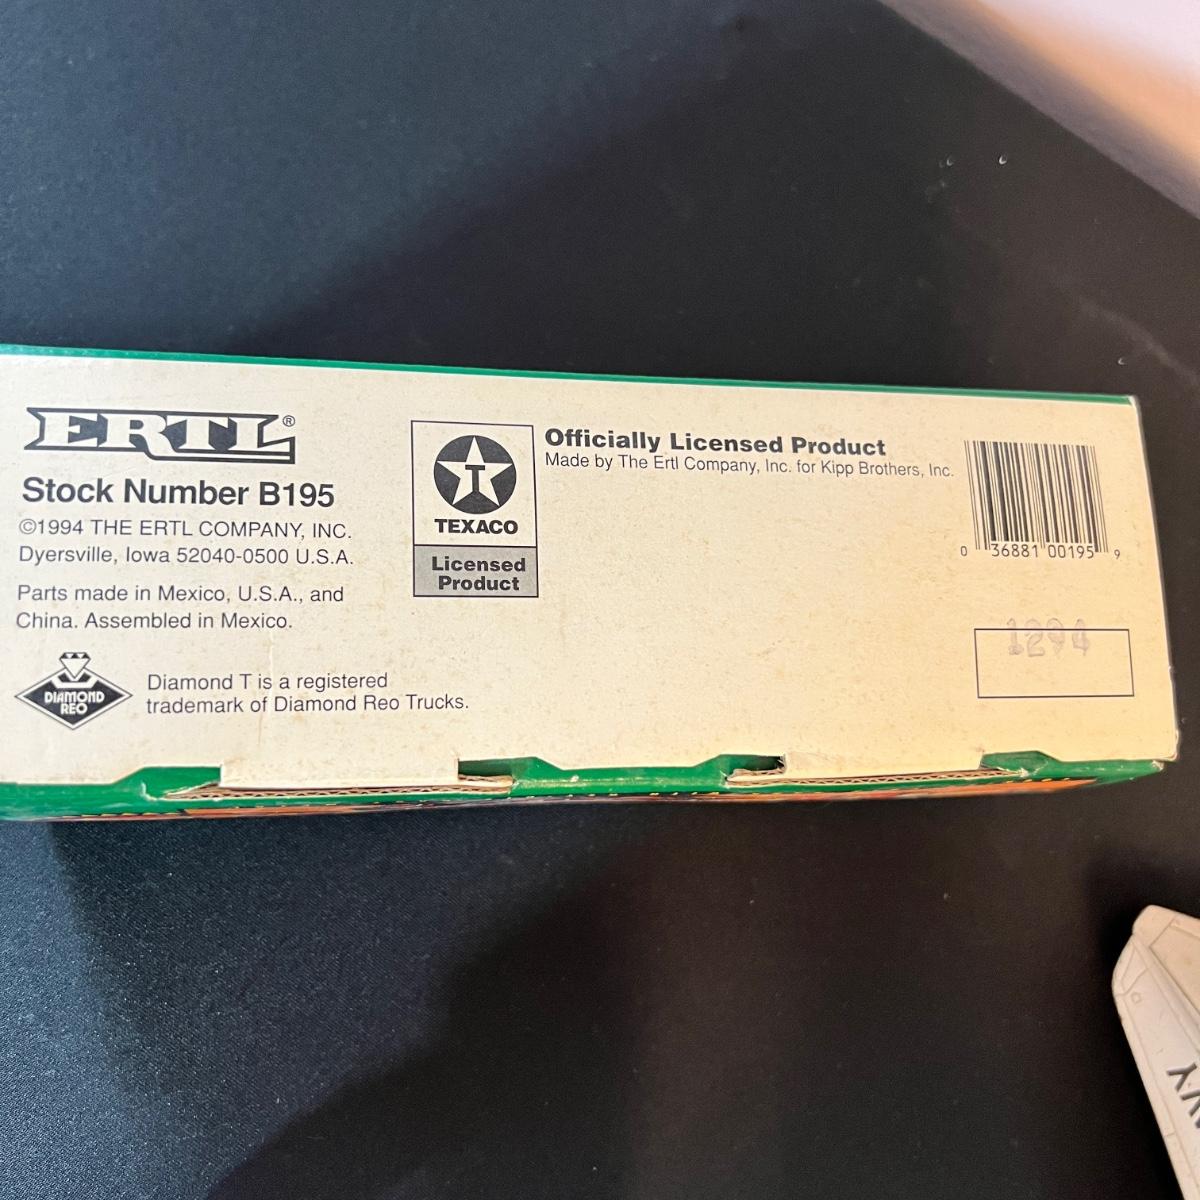 ERTL®
Stock Number B195
©1994 THE ERTL COMPANY, INC.
Dyersville, Iowa 52040-0500 U.S.A.
Parts made in Mexico, U.S.A., and
China. Assembled in Mexico.
DIAMOND
REO
Diamond T is a registered
trademark of Diamond Reo Trucks.
T
TEXACO
Licensed
Product
Officially Licensed Product
Made by The Ertl Company, Inc. for Kipp Brothers, Inc.
0 36881 00195 9
1294